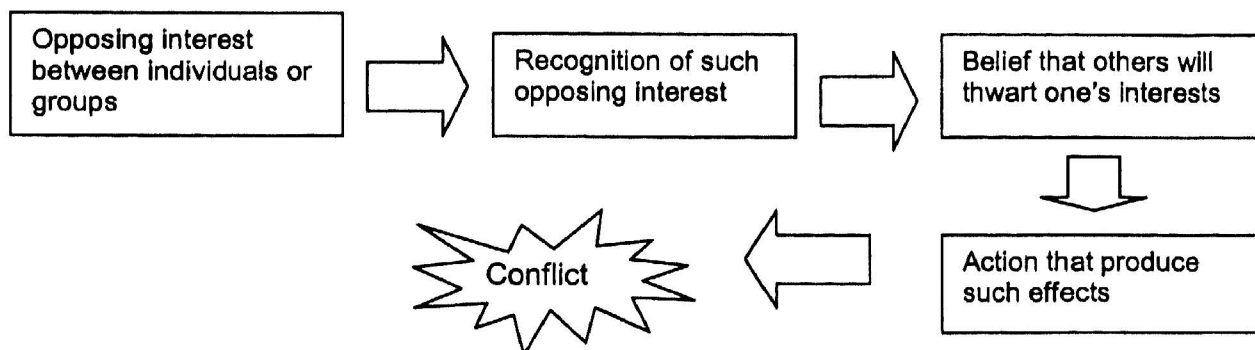 Opposing interest
between individuals or
groups
Recognition of such
opposing interest
Belief that others will
thwart one's interests
Action that produce
such effects
Conflict